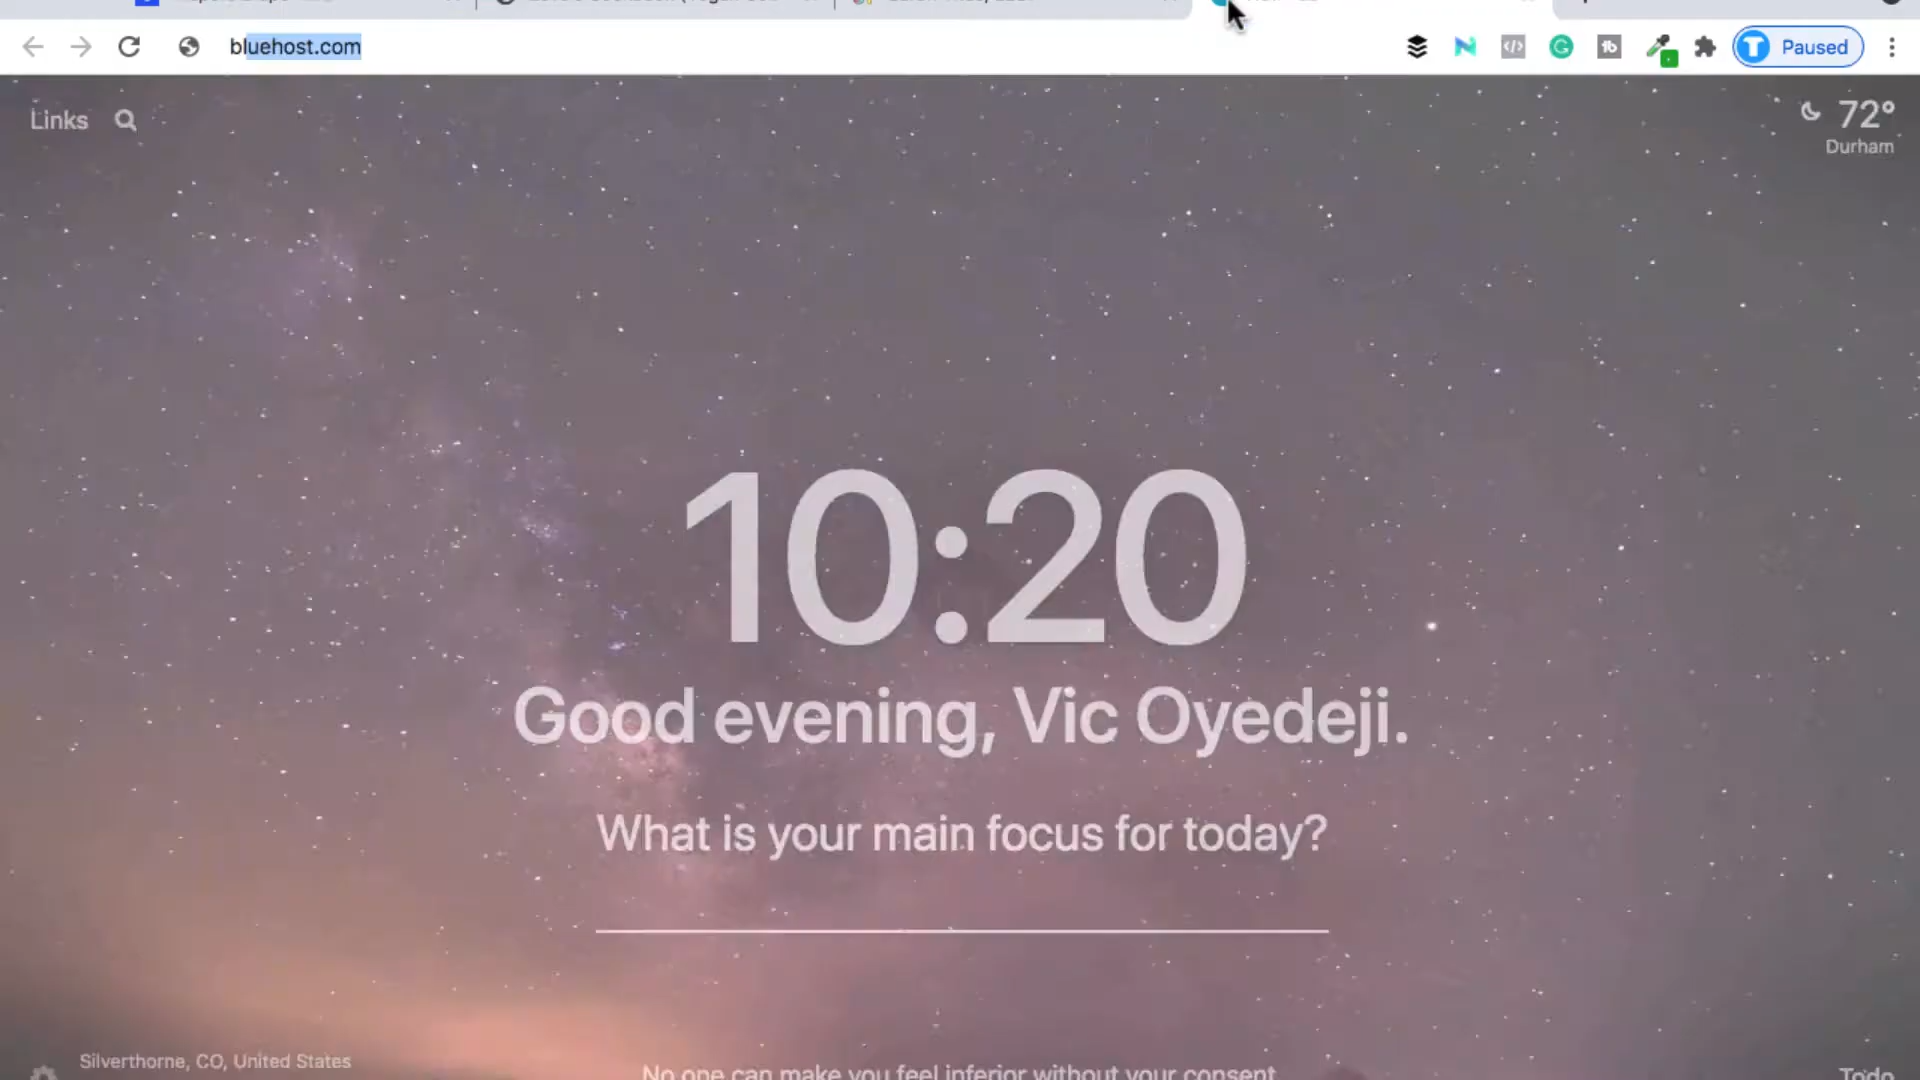 bluehost.com
Paused
Links
72°
Durham
10:20
Good evening, Vic Oyedeji.
What is your main focus for today?
Silverthorne, CO, United States
No one can make you feel inferior without your consent
Todo